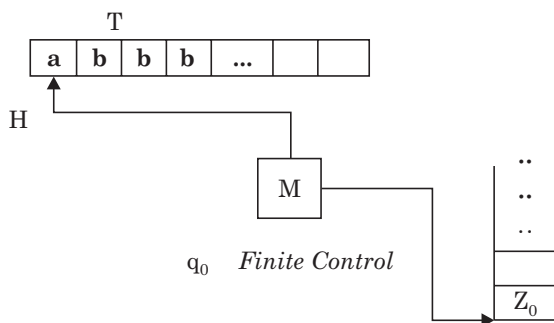 T
a b b b ...
H
M
..
..
..
q₀ Finite Control
Z₀